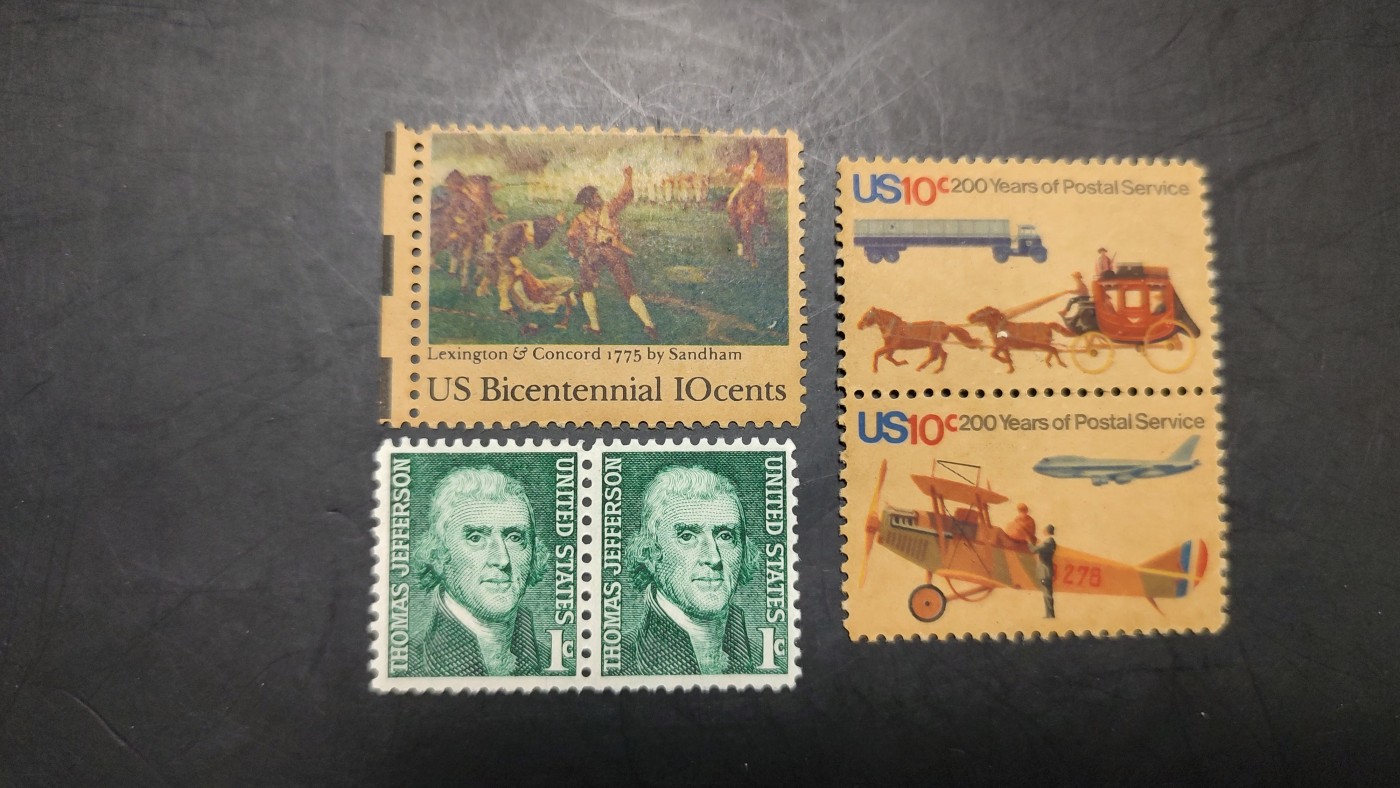 Lexington & Concord 1775 by Sandham
US Bicentennial 10cents
THOMAS JEFFERSON
UNITED STATES
1c
THOMAS JEFFERSON
UNITED STATES
1c
US10c 200 Years of Postal Service
US10c 200 Years of Postal Service
278